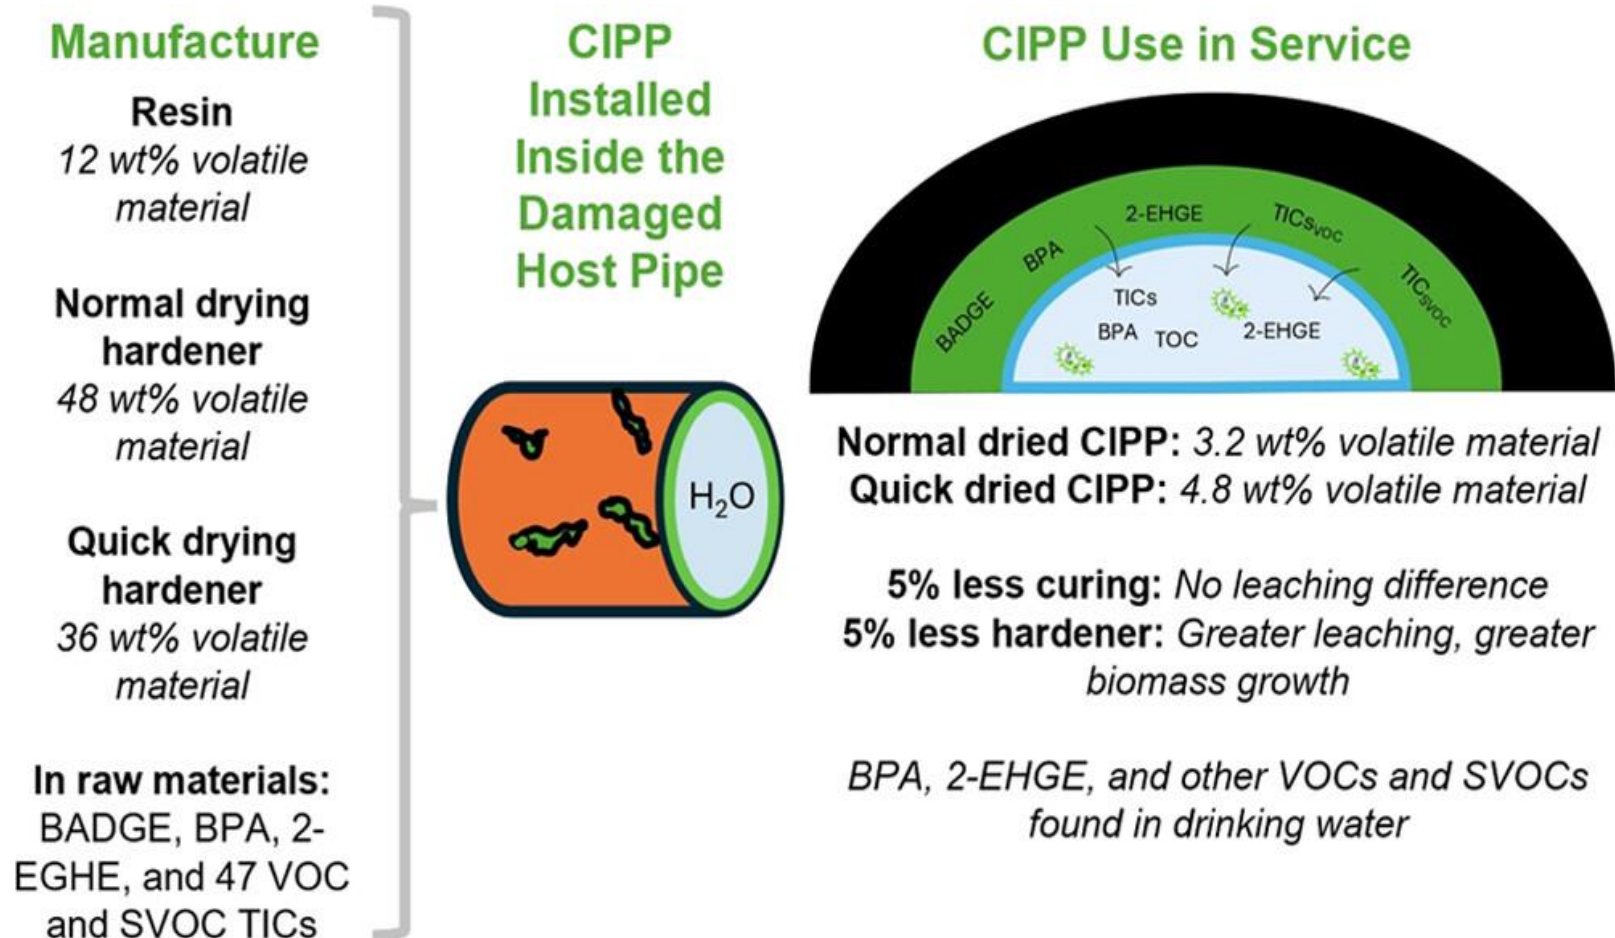 Manufacture
Resin
12 wt% volatile
material
Normal drying
hardener
48 wt% volatile
material
Quick drying
hardener
36 wt% volatile
material
In raw materials:
BADGE, BPA, 2-
EGHE, and 47 VOC
and SVOC TICs
CIPP
Installed
Inside the
Damaged
Host Pipe
H₂O
CIPP Use in Service
BADGE
BPA
2-EHGE
TICsVOC
TICsVOC
TICs
BPA
TOC
2-EHGE
Normal dried CIPP: 3.2 wt% volatile material
Quick dried CIPP: 4.8 wt% volatile material
5% less curing: No leaching difference
5% less hardener: Greater leaching, greater
biomass growth
BPA, 2-EHGE, and other VOCs and SVOCs
found in drinking water